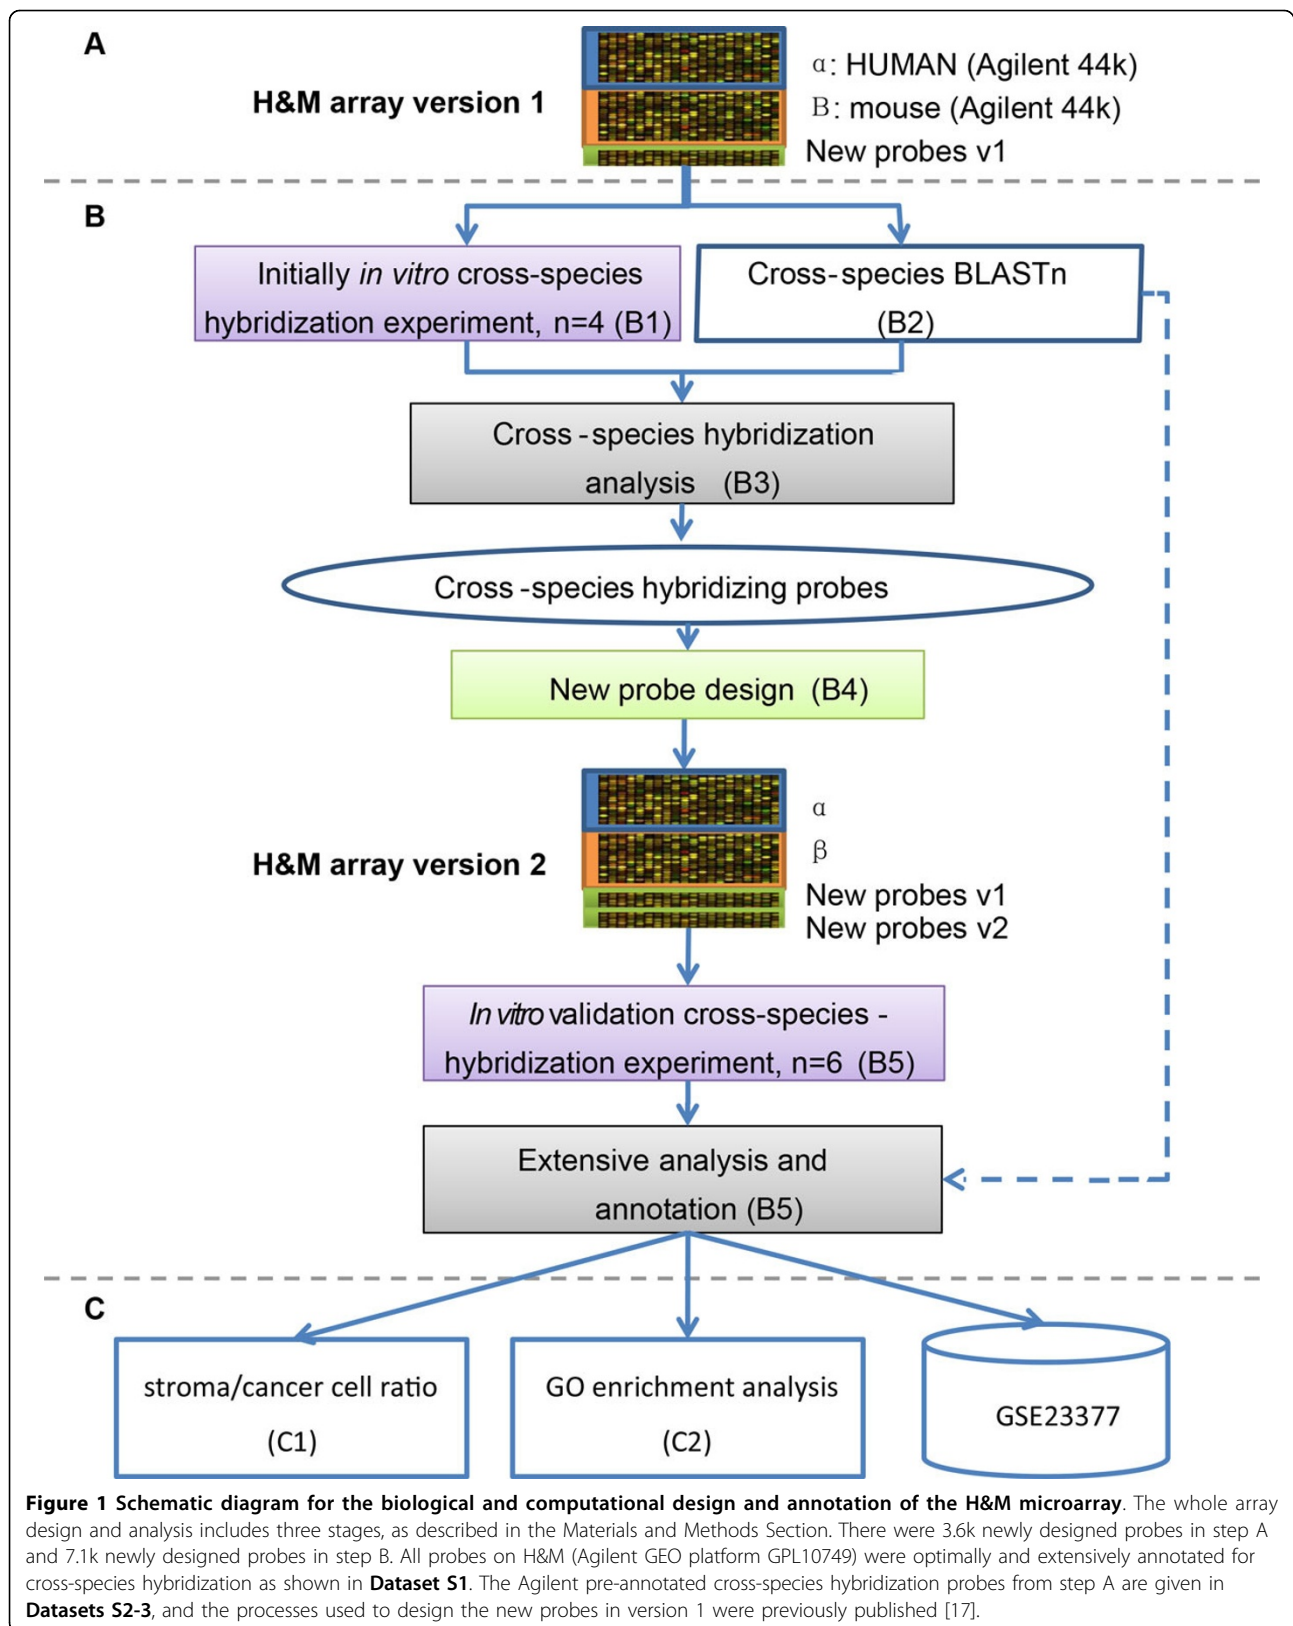 A
H&M array version 1
α: HUMAN (Agilent 44k)
Β: mouse (Agilent 44k)
New probes v1
B
Initially in vitro cross-species
hybridization experiment, n=4 (B1)
Cross-species BLASTn
(B2)
Cross-species hybridization
analysis (B3)
Cross-species hybridizing probes
New probe design (B4)
H&M array version 2
α
β
New probes v1
New probes v2
In vitro validation cross-species -
hybridization experiment, n=6 (B5)
Extensive analysis and
annotation (B5)
C
stroma/cancer cell ratio
(C1)
GO enrichment analysis
(C2)
GSE23377
Figure 1 Schematic diagram for the biological and computational design and annotation of the H&M microarray. The whole array
design and analysis includes three stages, as described in the Materials and Methods Section. There were 3.6k newly designed probes in step A
and 7.1k newly designed probes in step B. All probes on H&M (Agilent GEO platform GPL10749) were optimally and extensively annotated for
cross-species hybridization as shown in Dataset S1. The Agilent pre-annotated cross-species hybridization probes from step A are given in
Datasets S2-3, and the processes used to design the new probes in version 1 were previously published [17].